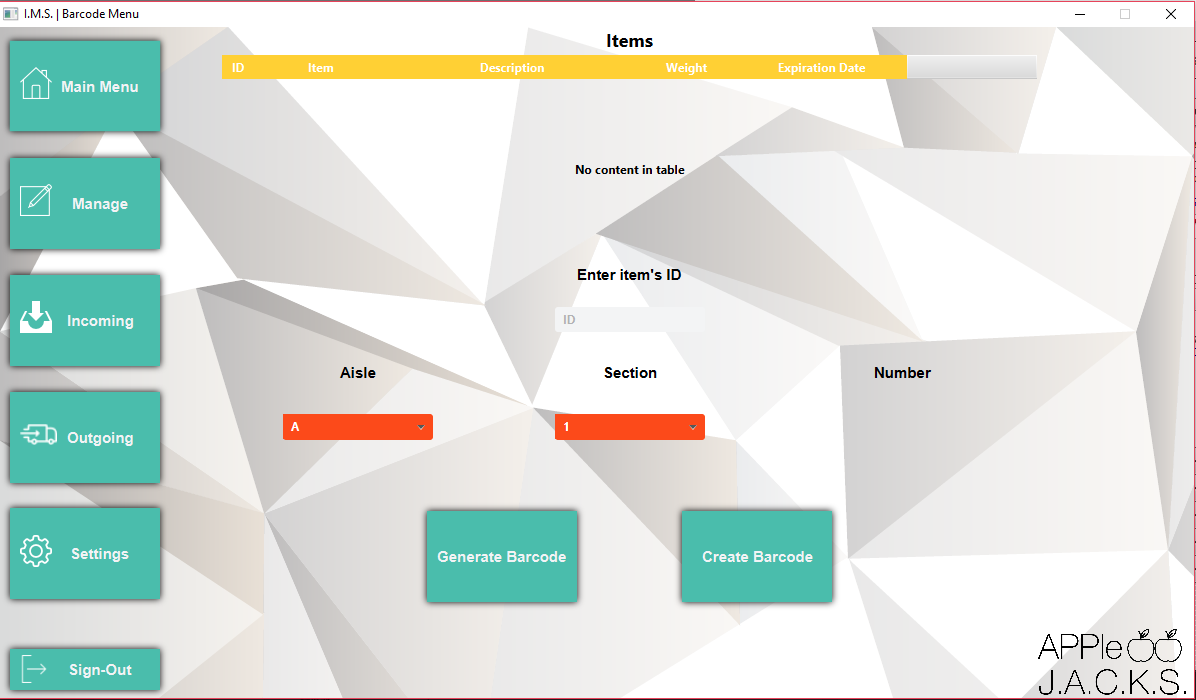 I.M.S. | Barcode Menu
Items
ID Item Description Weight Expiration Date
Main Menu
No content in table
Manage
Enter item's ID
ID
Incoming
Aisle Section Number
A 1
Outgoing
Settings
Generate Barcode Create Barcode
Sign-Out
APPle
J.A.C.K.S.